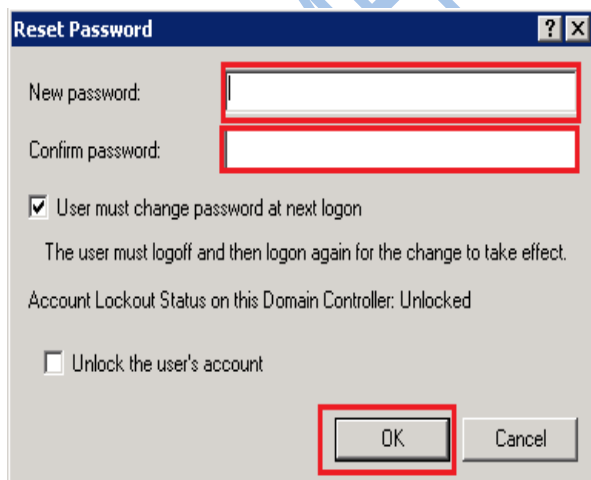 Reset Password
? X
New password:
Confirm password:
User must change password at next logon
The user must logoff and then logon again for the change to take effect.
Account Lockout Status on this Domain Controller: Unlocked
Unlock the user's account
OK Cancel